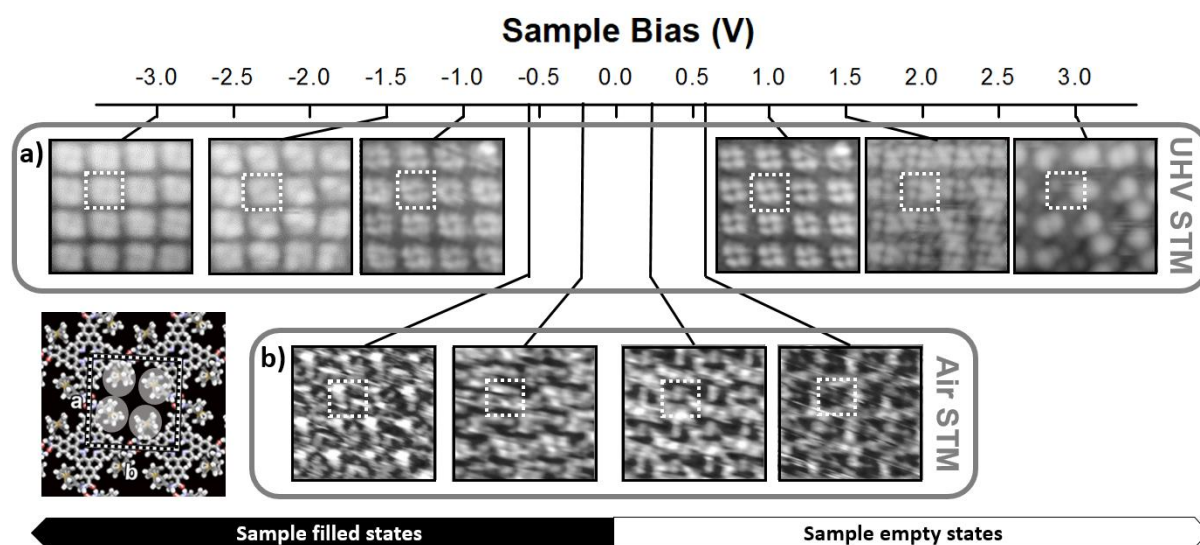 Sample Bias (V)
-3.0 -2.5 -2.0 -1.5 -1.0 -0.5 0.0 0.5 1.0 1.5 2.0 2.5 3.0
a)
UHV STM
a
b
b)
Air STM
Sample filled states
Sample empty states